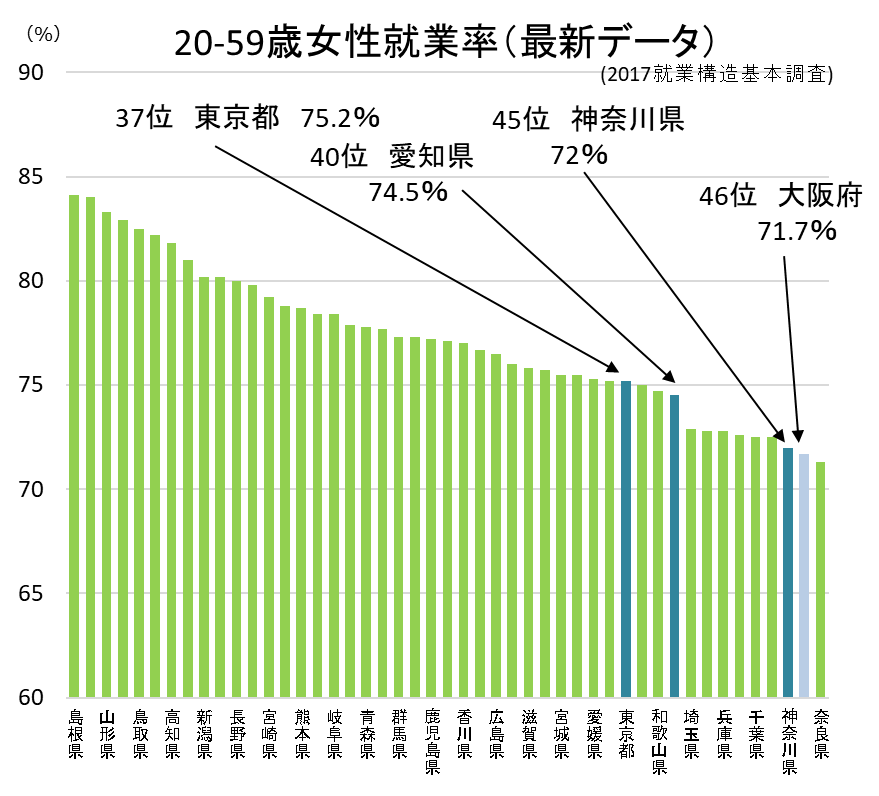 (%)
20-59歳女性就業率（最新データ）
(2017就業構造基本調査)
90
85
80
75
70
65
60
37位　東京都　75.2%
40位　愛知県
74.5%
45位　神奈川県
72%
46位　大阪府
71.7%
島根県
山形県
鳥取県
高知県
新潟県
長野県
宮崎県
熊本県
岐阜県
青森県
群馬県
鹿児島県
香川県
広島県
滋賀県
宮城県
愛媛県
東京都
和歌山県
埼玉県
兵庫県
千葉県
神奈川県
奈良県